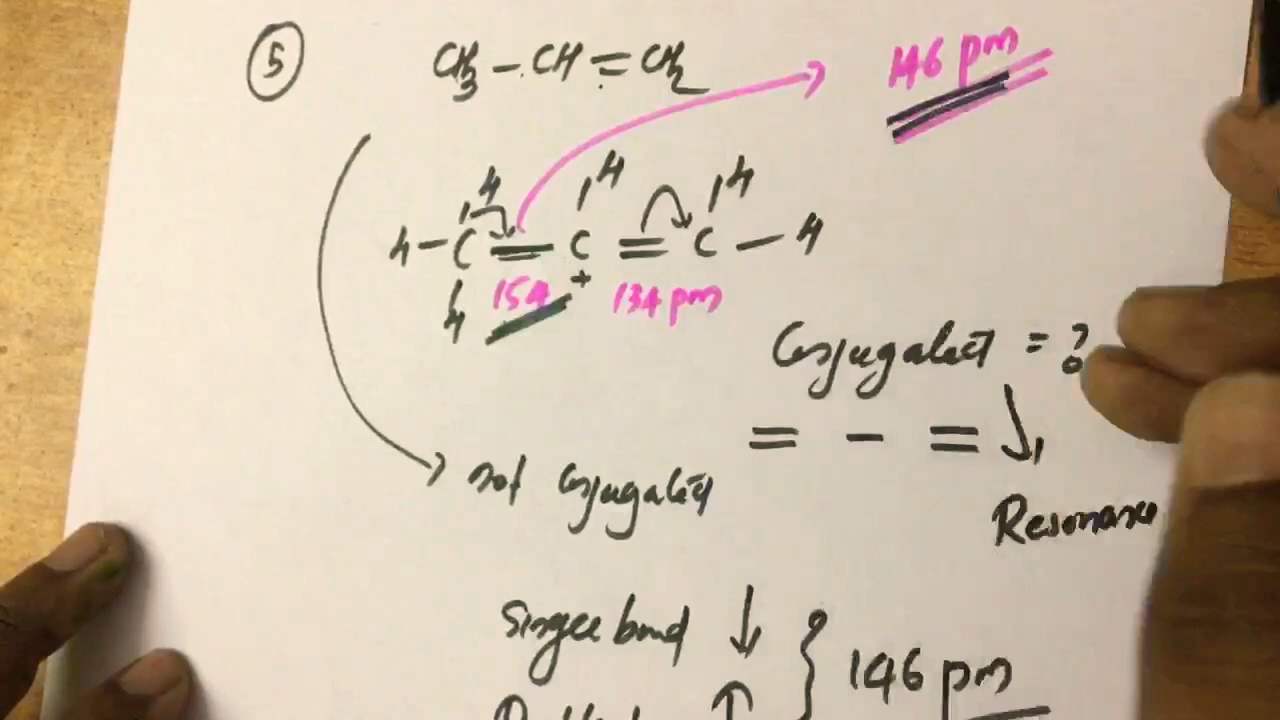 5
CH3 - CH = CH2
146 pm
H H H
H - C = C = C - H
H 154 + 134 pm
Conjugated = ?
= - =
not conjugated
Resonance
Single bond ↓
146 pm